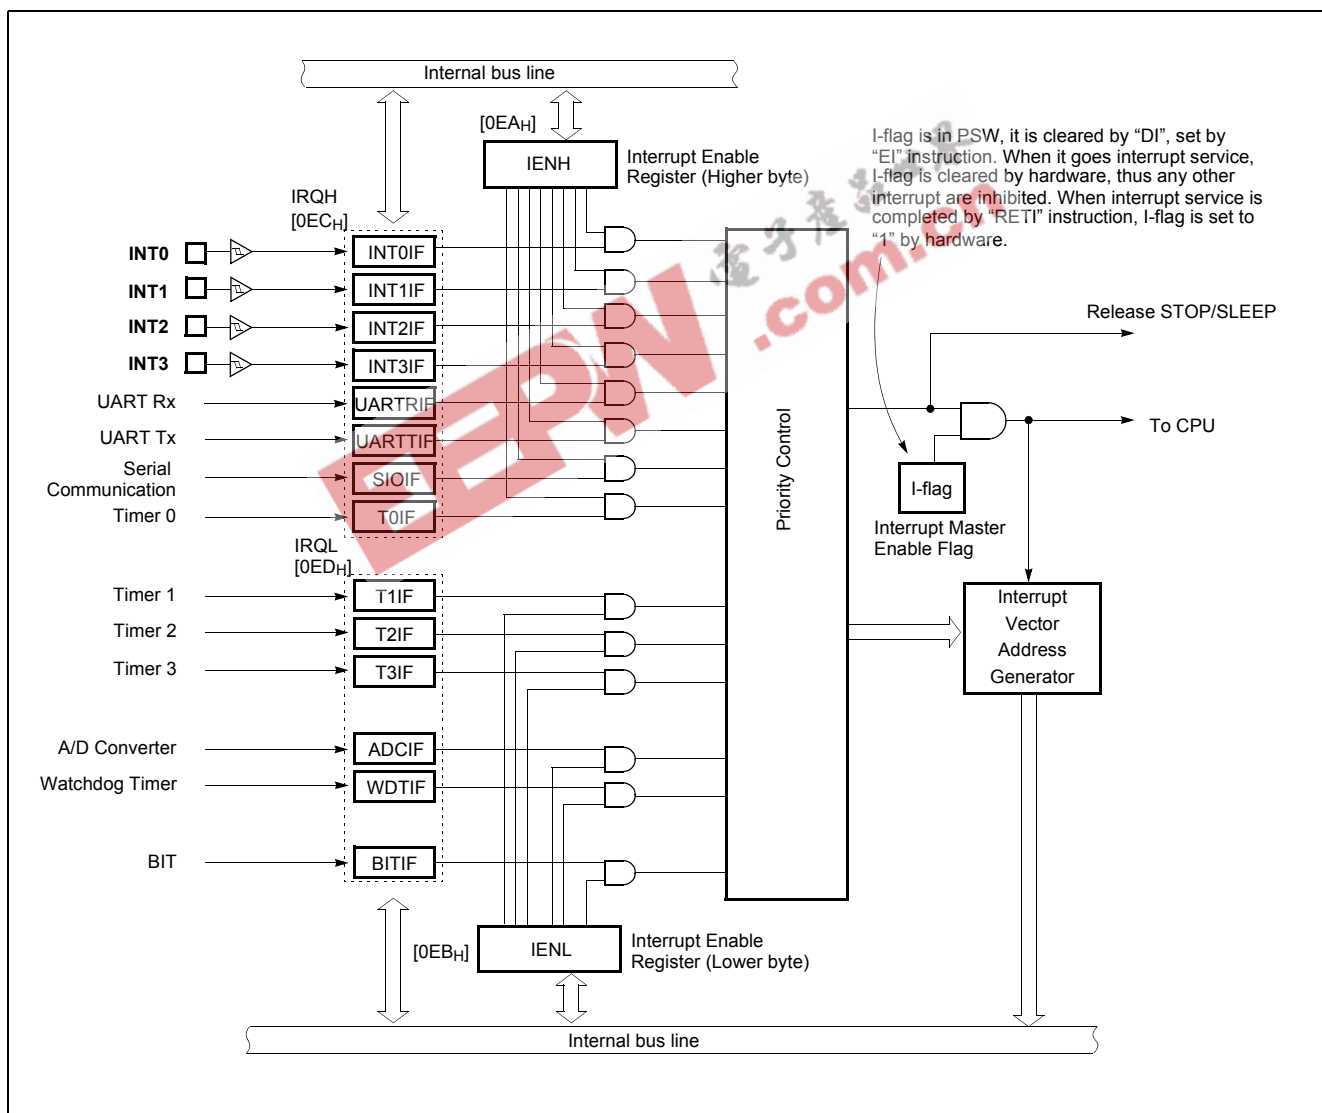 Internal bus line
[0EAH]
IENH
Interrupt Enable
Register (Higher byte)
I-flag is in PSW, it is cleared by “DI”, set by
“EI” instruction. When it goes interrupt service,
I-flag is cleared by hardware, thus any other
interrupt are inhibited. When interrupt service is
completed by “RETI” instruction, I-flag is set to
“1” by hardware.
IRQH
[0ECH]
INT0
INT0IF
INT1
INT1IF
INT2
INT2IF
INT3
INT3IF
UART Rx
UARTRIF
UART Tx
UARTTIF
Serial
Communication
SIOIF
Timer 0
T0IF
IRQL
[0EDH]
Timer 1
T1IF
Timer 2
T2IF
Timer 3
T3IF
A/D Converter
ADCIF
Watchdog Timer
WDTIF
BIT
BITIF
Priority Control
Release STOP/SLEEP
To CPU
I-flag
Interrupt Master
Enable Flag
Interrupt
Vector
Address
Generator
[0EBH]
IENL
Interrupt Enable
Register (Lower byte)
Internal bus line
EEPW
.com.cn
電子產品世界